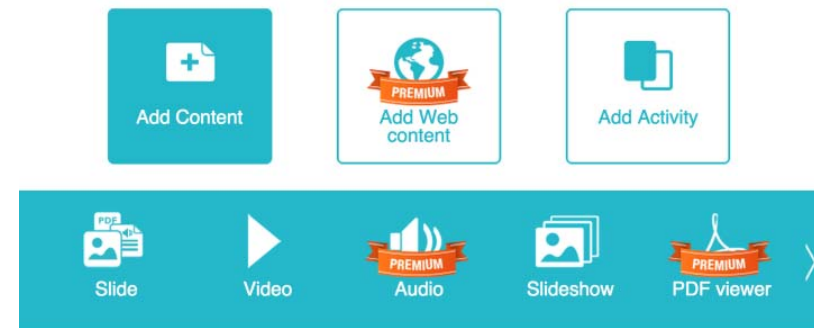 PREMIUM
Add Content
Add Web
content
Add Activity
PDF
PREMIUM
PREMIUM
Slide
Video
Audio
Slideshow
PDF viewer